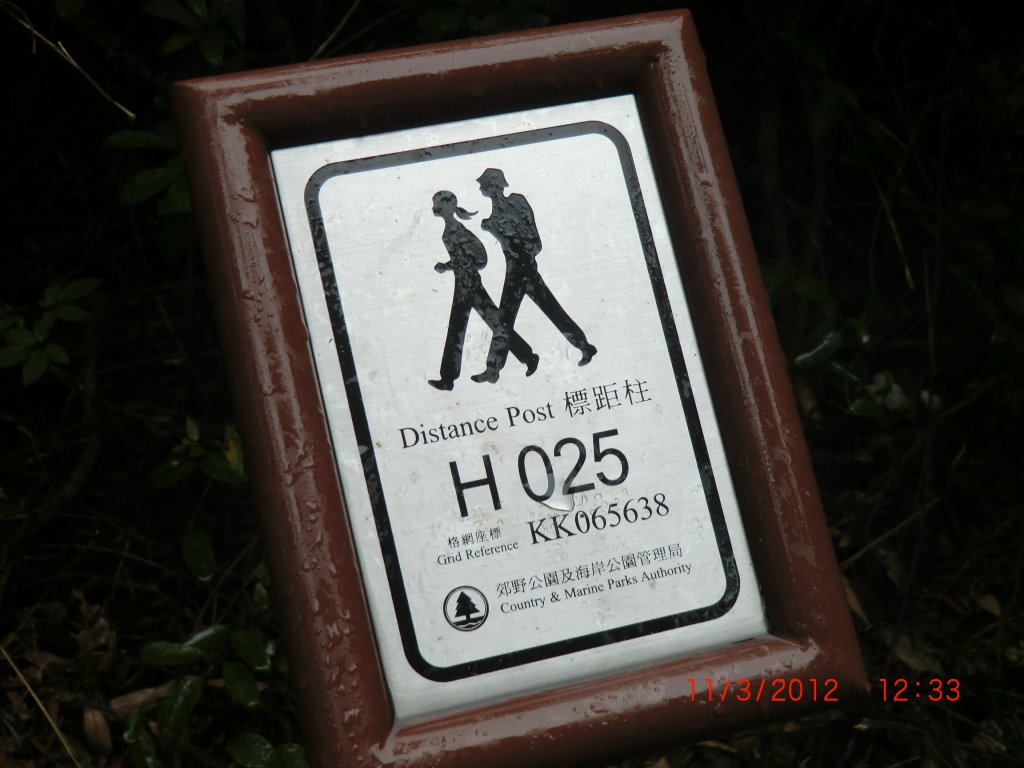 Distance Post 標距柱
H 025
格網座標
Grid Reference KK065638
郊野公園及海岸公園管理局
Country & Marine Parks Authority
11/3/2012 12:33